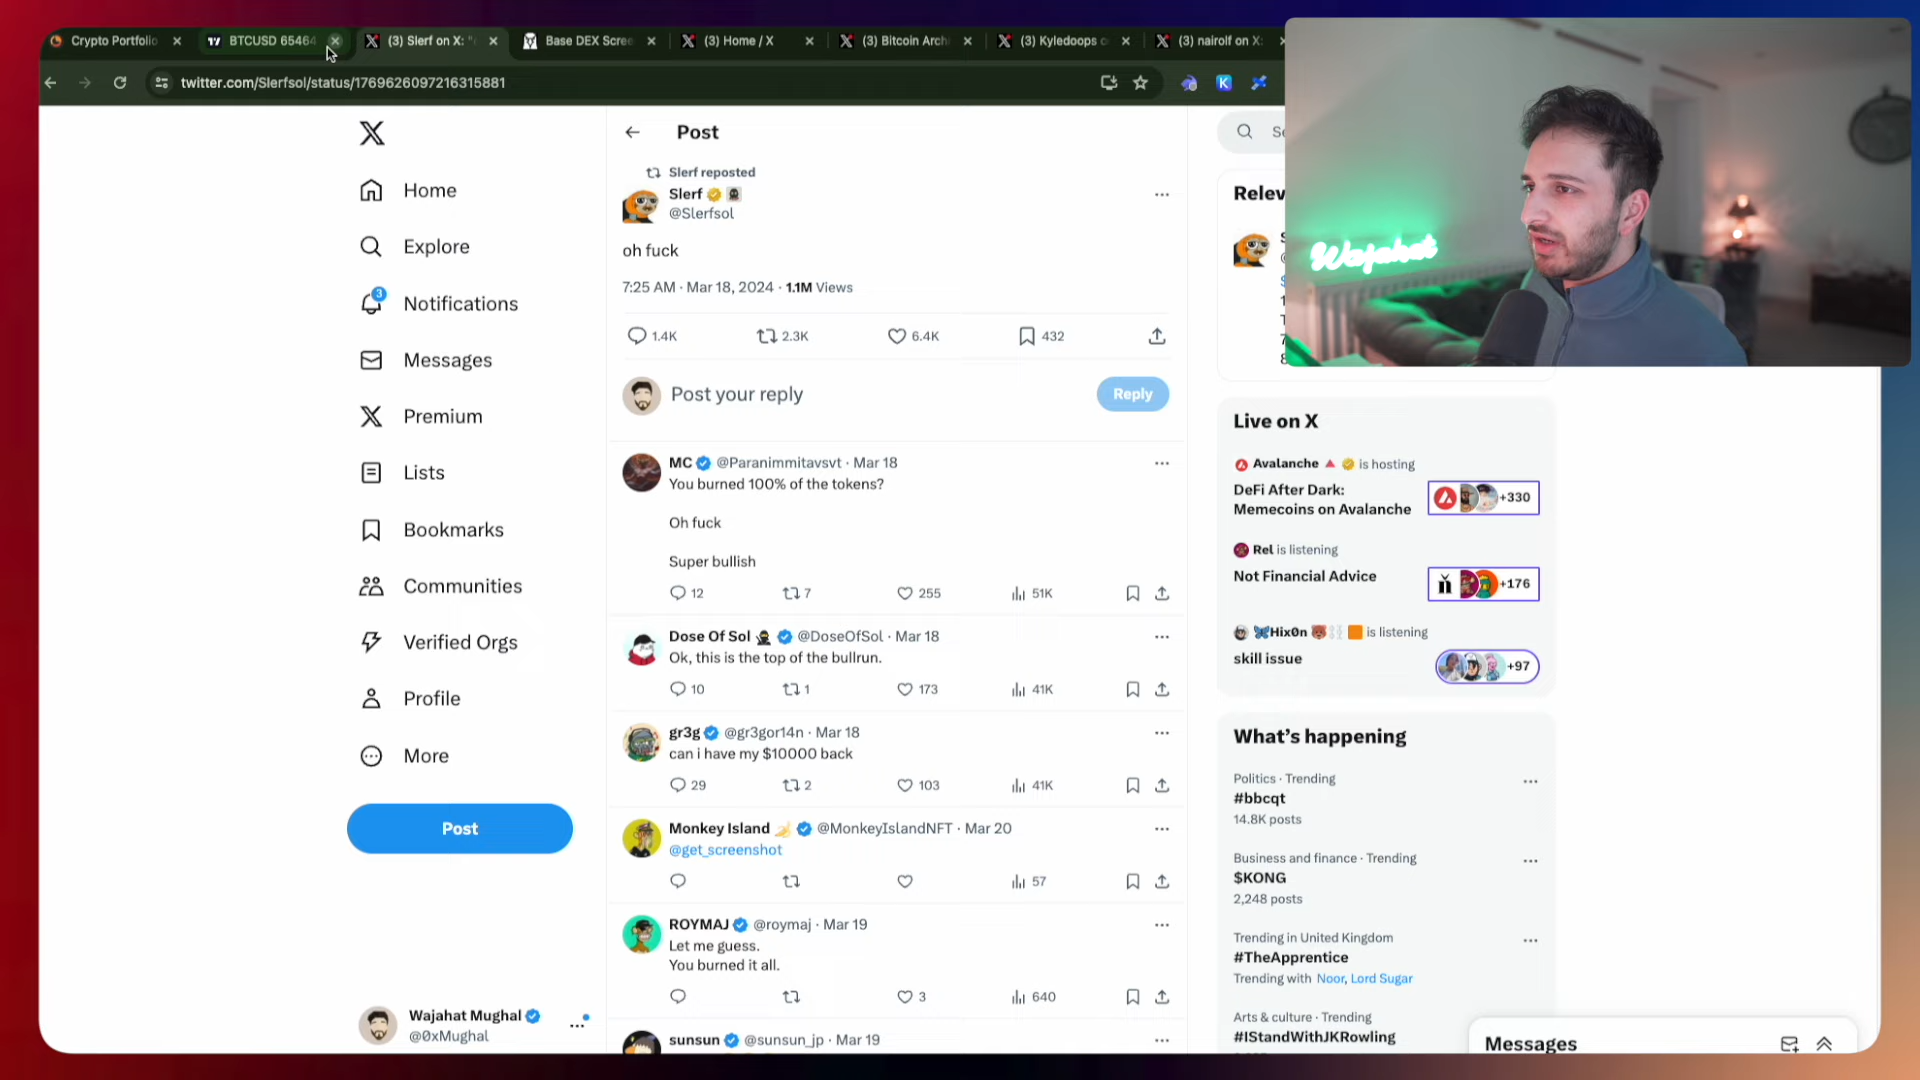 Crypto Portfolio
BTCUSD 65464
(3) Slerf on X: "
Base DEX Scree
(3) Home / X
(3) Bitcoin Arch
(3) Kyledoops
(3) nairolf on X:
twitter.com/Slerfsol/status/1769626097216315881
K
Home
Explore
3
Notifications
Messages
Premium
Lists
Bookmarks
Communities
Verified Orgs
Profile
More
Post
Wajahat Mughal
@0xMughal
Post
Slerf reposted
Slerf
@Slerfsol
oh fuck
7:25 AM · Mar 18, 2024 · 1.1M Views
1.4K 2.3K 6.4K 432
Post your reply
Reply
MC @Paranimmitavsvt · Mar 18
You burned 100% of the tokens?
Oh fuck
Super bullish
12 7 255 51K
Dose Of Sol @DoseOfSol · Mar 18
Ok, this is the top of the bullrun.
10 1 173 41K
gr3g @gr3gor14n · Mar 18
can i have my $10000 back
29 2 103 41K
Monkey Island @MonkeyIslandNFT · Mar 20
@get_screenshot
57
ROYMAJ @roymaj · Mar 19
Let me guess.
You burned it all.
3 640
sunsun @sunsun_jp · Mar 19
Relev
Wajahat
Live on X
Avalanche is hosting
DeFi After Dark:
Memecoins on Avalanche
+330
Rel is listening
Not Financial Advice
+176
Hix0n is listening
skill issue
+97
What's happening
Politics · Trending
#bbcqt
14.8K posts
Business and finance · Trending
$KONG
2,248 posts
Trending in United Kingdom
#TheApprentice
Trending with Noor, Lord Sugar
Arts & culture · Trending
#IStandWithJKRowling
Messages